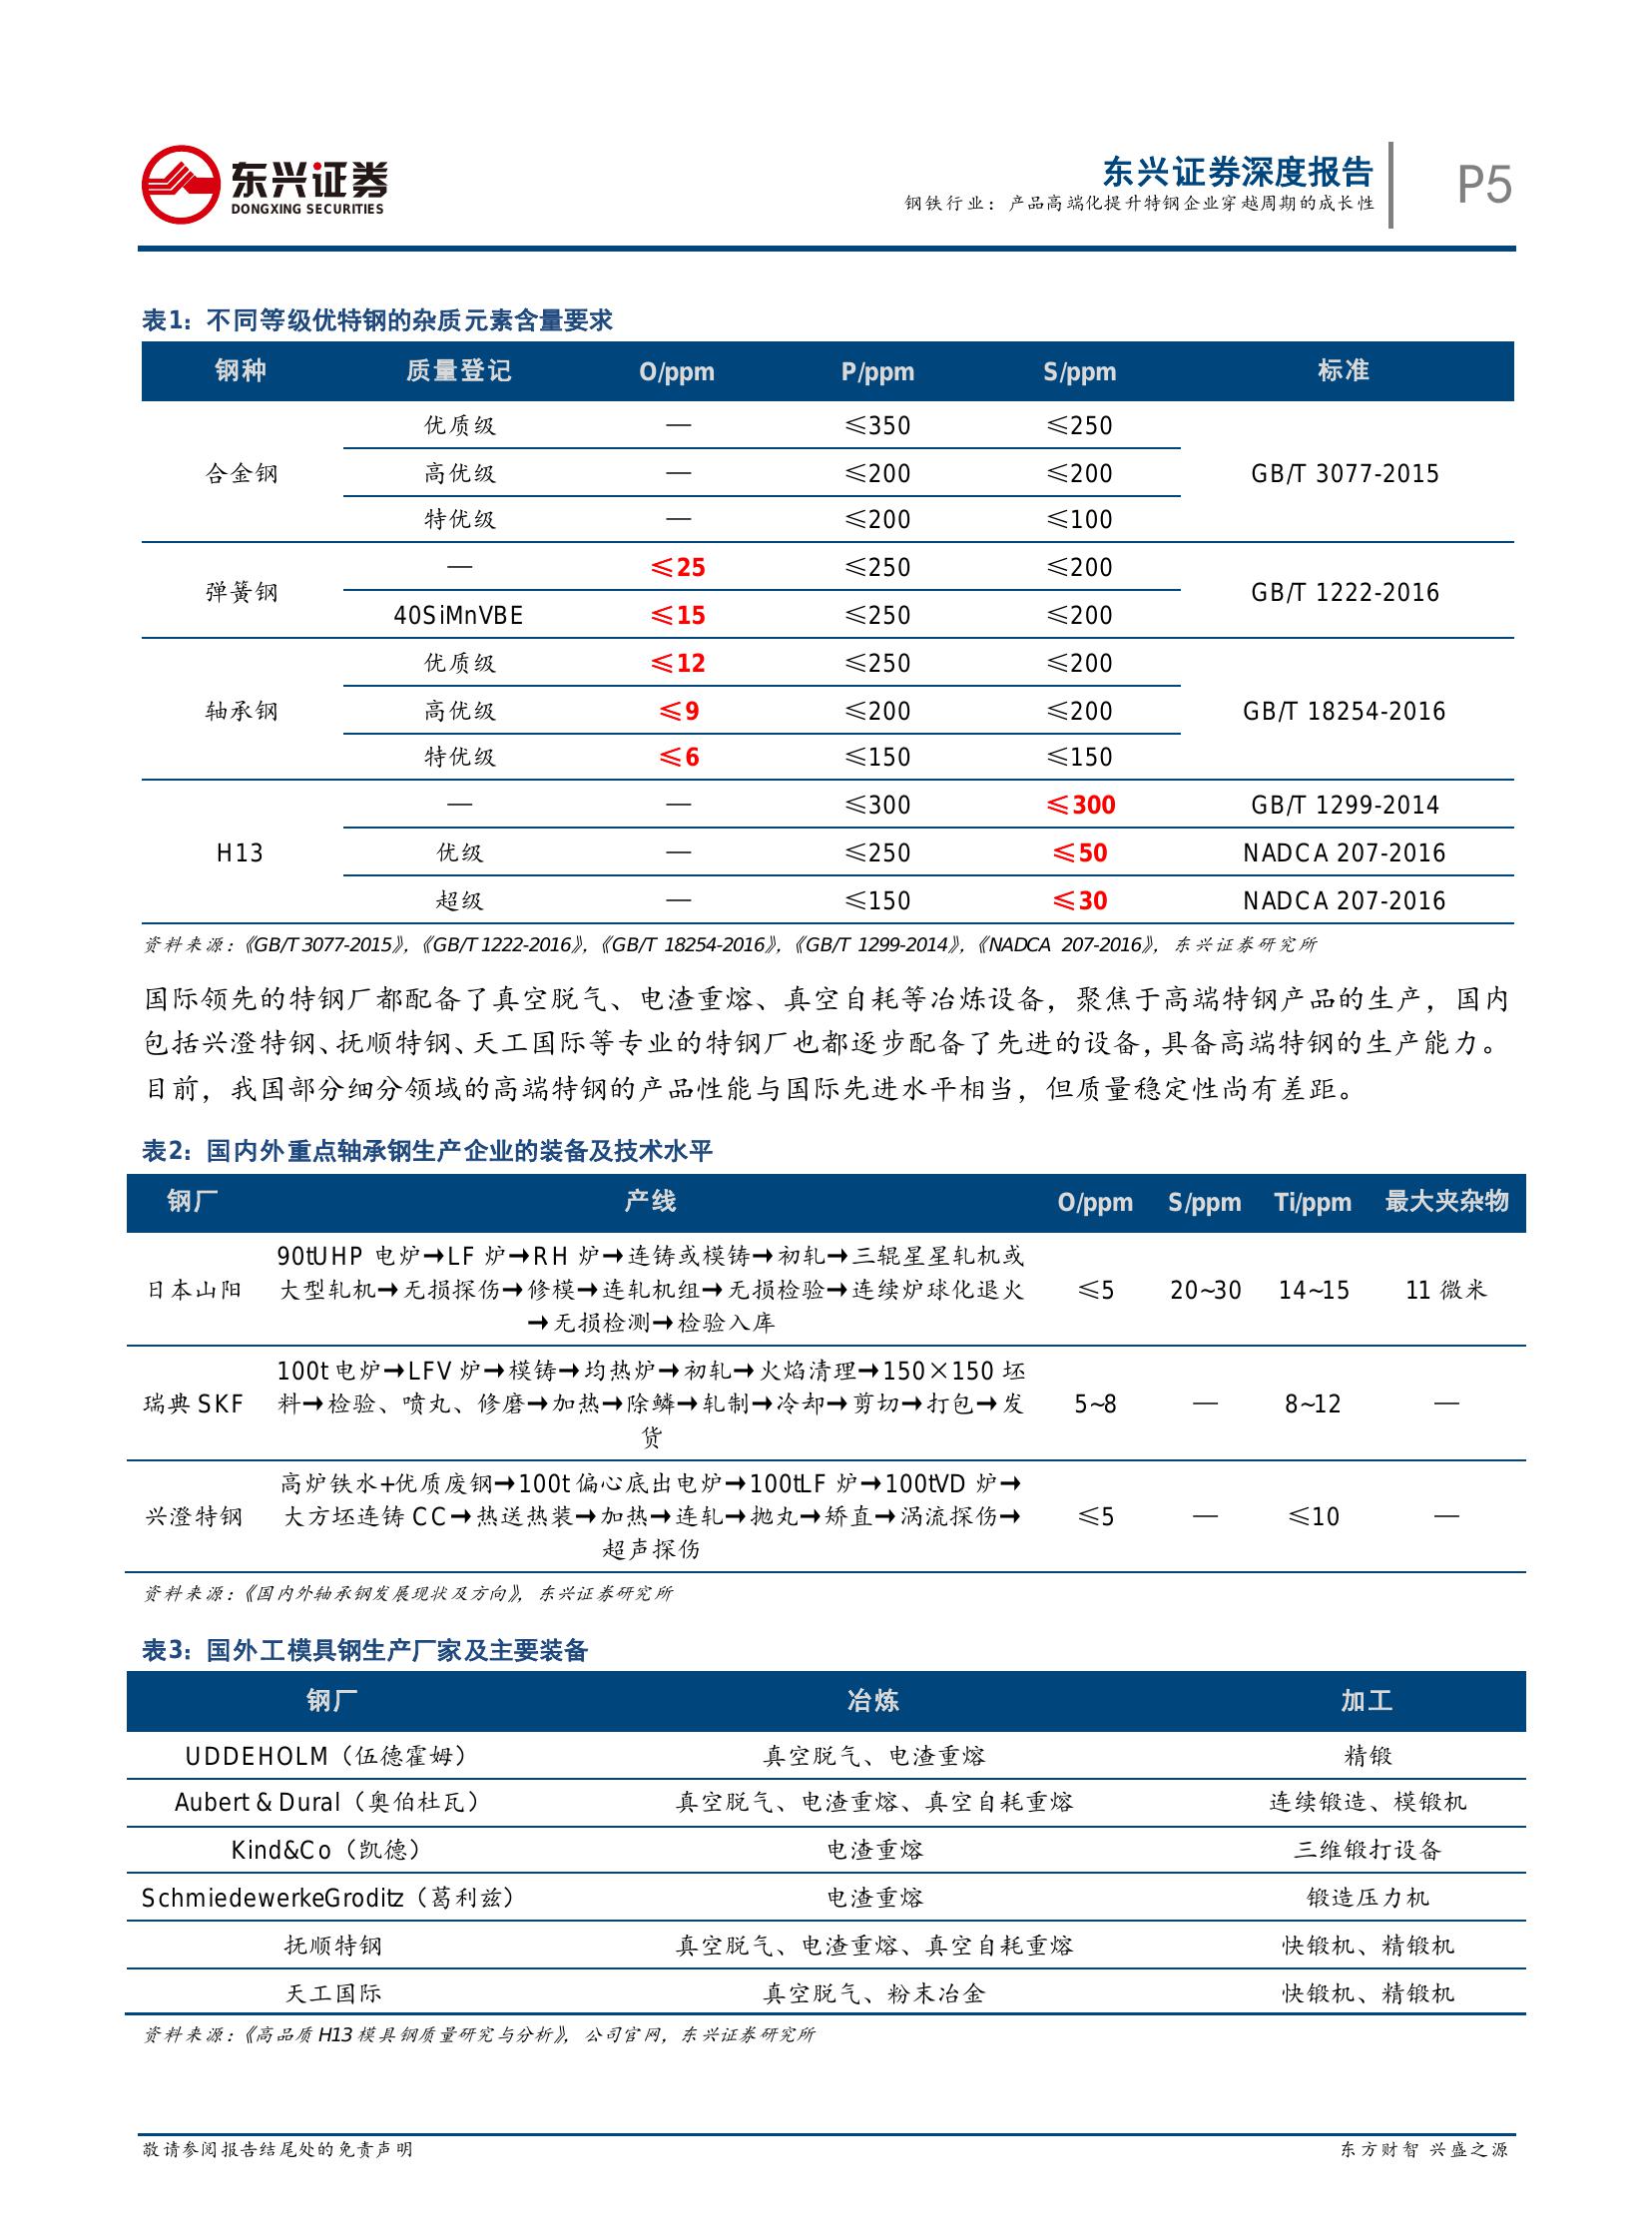 东兴证券
DONGXING SECURITIES
东兴证券深度报告
钢铁行业：产品高端化提升特钢企业穿越周期的成长性
P5
表1：不同等级优特钢的杂质元素含量要求
钢种 质量登记 O/ppm P/ppm S/ppm 标准
合金钢 优质级 — ≤350 ≤250 GB/T 3077-2015
高优级 — ≤200 ≤200
特优级 — ≤200 ≤100
弹簧钢 — ≤25 ≤250 ≤200 GB/T 1222-2016
40SiMnVBE ≤15 ≤250 ≤200
轴承钢 优质级 ≤12 ≤250 ≤200 GB/T 18254-2016
高优级 ≤9 ≤200 ≤200
特优级 ≤6 ≤150 ≤150
H13 — — ≤300 ≤300 GB/T 1299-2014
优级 — ≤250 ≤50 NADCA 207-2016
超级 — ≤150 ≤30 NADCA 207-2016
资料来源：《GB/T 3077-2015》，《GB/T 1222-2016》，《GB/T 18254-2016》，《GB/T 1299-2014》，《NADCA 207-2016》，东兴证券研究所
国际领先的特钢厂都配备了真空脱气、电渣重熔、真空自耗等冶炼设备，聚焦于高端特钢产品的生产，国内
包括兴澄特钢、抚顺特钢、天工国际等专业的特钢厂也都逐步配备了先进的设备，具备高端特钢的生产能力。
目前，我国部分细分领域的高端特钢的产品性能与国际先进水平相当，但质量稳定性尚有差距。
表2：国内外重点轴承钢生产企业的装备及技术水平
钢厂 产线 O/ppm S/ppm Ti/ppm 最大夹杂物
日本山阳 90tUHP 电炉→LF 炉→RH 炉→连铸或模铸→初轧→三辊星星轧机或
大型轧机→无损探伤→修模→连轧机组→无损检验→连续炉球化退火 ≤5 20~30 14~15 11 微米
→无损检测→检验入库
瑞典 SKF 100t 电炉→LFV 炉→模铸→均热炉→初轧→火焰清理→150×150 坯
料→检验、喷丸、修磨→加热→除鳞→轧制→冷却→剪切→打包→发 5~8 — 8~12 —
货
兴澄特钢 高炉铁水+优质废钢→100t 偏心底出电炉→100tLF 炉→100tVD 炉→
大方坯连铸 CC→热送热装→加热→连轧→抛丸→矫直→涡流探伤→ ≤5 — ≤10 —
超声探伤
资料来源：《国内外轴承钢发展现状及方向》，东兴证券研究所
表3：国外工模具钢生产厂家及主要装备
钢厂 冶炼 加工
UDDEHOLM（伍德霍姆） 真空脱气、电渣重熔 精锻
Aubert & Dural（奥伯杜瓦） 真空脱气、电渣重熔、真空自耗重熔 连续锻造、模锻机
Kind&Co（凯德） 电渣重熔 三维锻打设备
SchmiedewerkeGroditz（葛利兹） 电渣重熔 锻造压力机
抚顺特钢 真空脱气、电渣重熔、真空自耗重熔 快锻机、精锻机
天工国际 真空脱气、粉末冶金 快锻机、精锻机
资料来源：《高品质 H13 模具钢质量研究与分析》，公司官网，东兴证券研究所
敬请参阅报告结尾处的免责声明
东方财智 兴盛之源